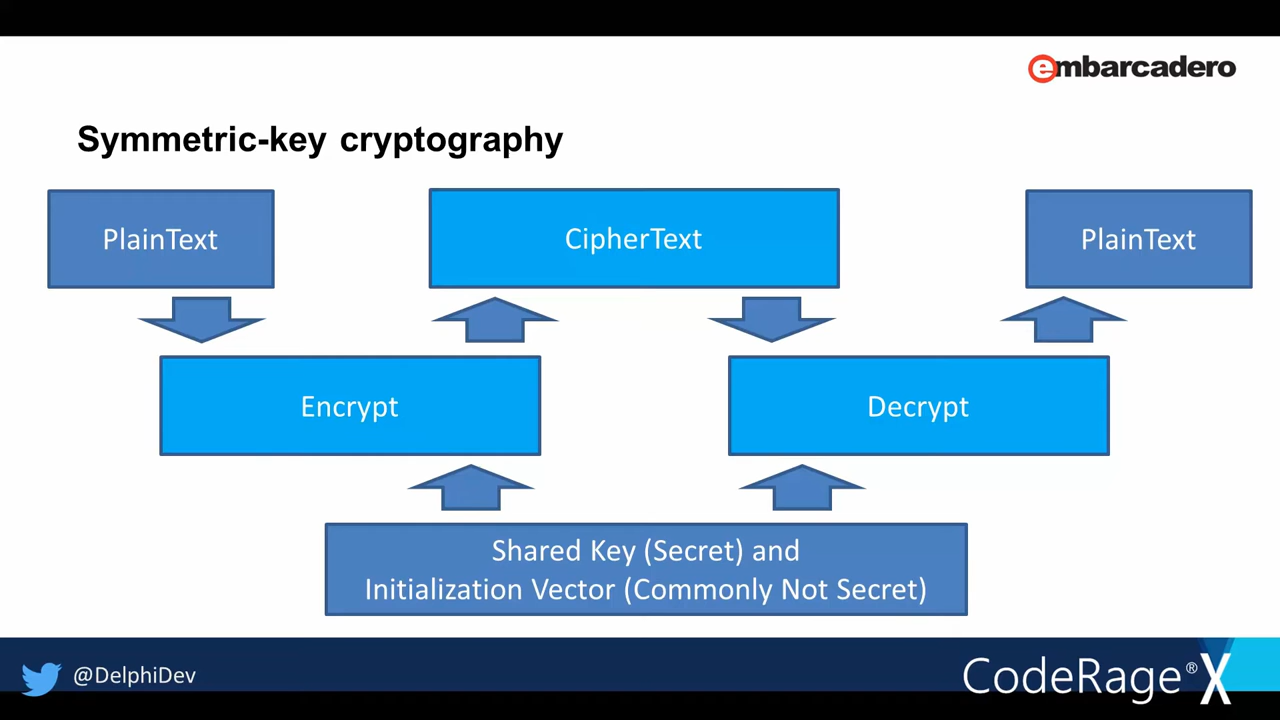 embarcadero
Symmetric-key cryptography
PlainText
CipherText
PlainText
Encrypt
Decrypt
Shared Key (Secret) and
Initialization Vector (Commonly Not Secret)
@DelphiDev
CodeRage® X